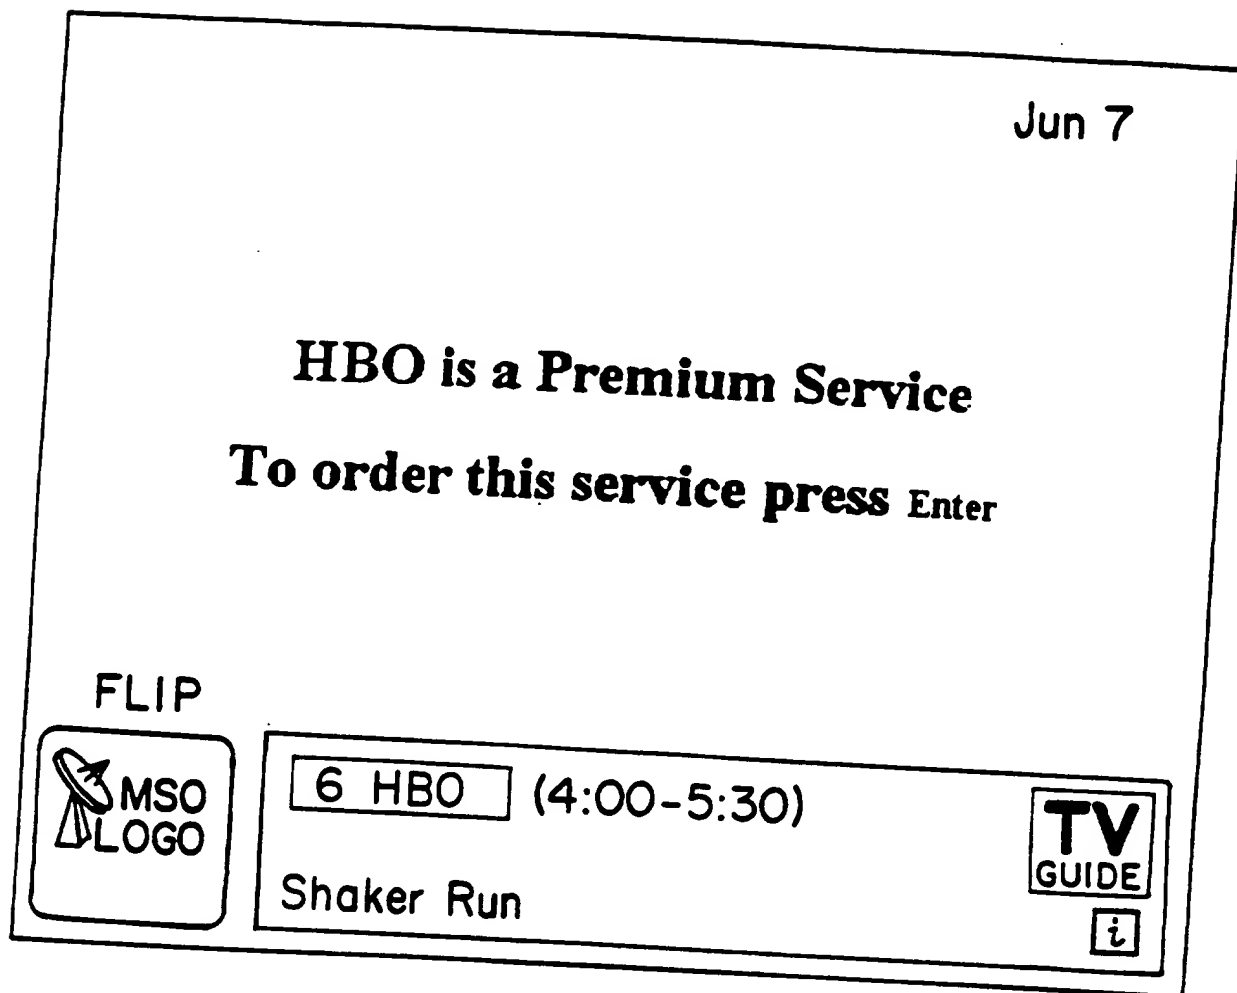 Jun 7
HBO is a Premium Service
To order this service press Enter
FLIP
MSO
LOGO
6 HBO (4:00-5:30)
Shaker Run
TV
GUIDE
i